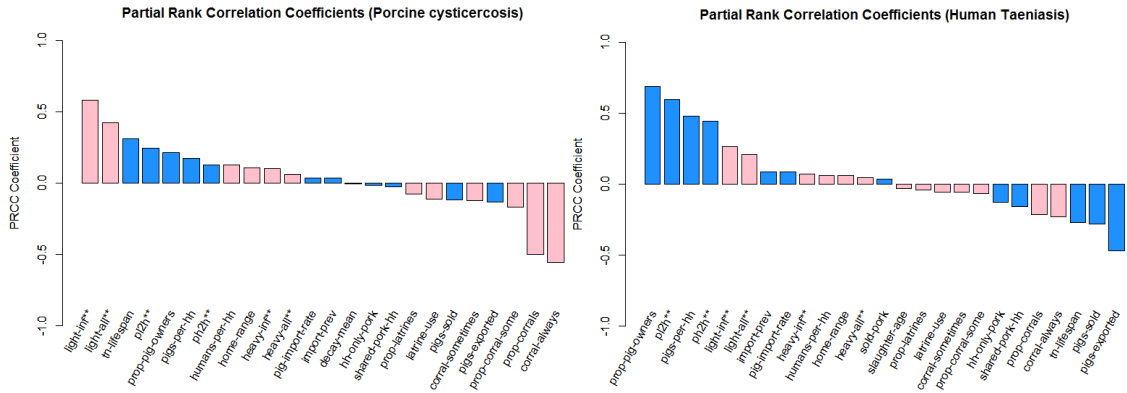 Partial Rank Correlation Coefficients (Porcine cysticercosis)
PRCC Coefficient
1.0
0.5
0.0
-0.5
-1.0
light-inf**
light-all**
tn-lifespan
pl2h**
prop-pig-owners
pigs-per-hh
ph2h**
humans-per-hh
home-range
heavy-inf**
heavy-all**
pig-import-rate
import-prev
decay-mean
hh-only-pork
shared-pork-hh
prop-latrines
latrine-use
pigs-sold
corral-sometimes
pigs-exported
prop-corral-some
prop-corrals
corral-always
Partial Rank Correlation Coefficients (Human Taeniasis)
PRCC Coefficient
1.0
0.5
0.0
-0.5
-1.0
prop-pig-owners
pl2h**
pigs-per-hh
ph2h**
light-inf**
light-all**
import-prev
pig-import-rate
heavy-inf**
humans-per-hh
home-range
heavy-all**
sold-pork
slaughter-age
prop-latrines
latrine-use
corral-sometimes
prop-corral-some
hh-only-pork
shared-pork-hh
prop-corrals
corral-always
tn-lifespan
pigs-sold
pigs-exported